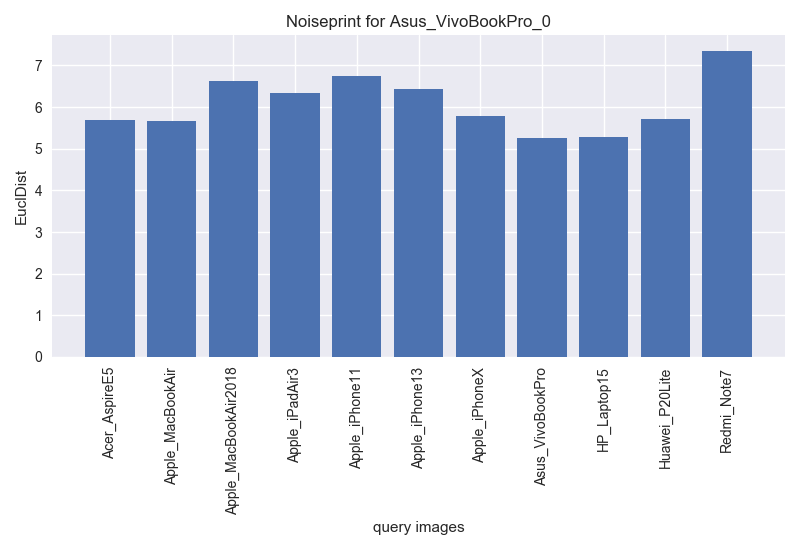 Noiseprint for Asus_VivoBookPro_0
EuclDist
7
6
5
4
3
2
1
0
Acer_AspireE5
Apple_MacBookAir
Apple_MacBookAir2018
Apple_iPadAir3
Apple_iPhone11
Apple_iPhone13
Apple_iPhoneX
Asus_VivoBookPro
HP_Laptop15
Huawei_P20Lite
Redmi_Note7
query images